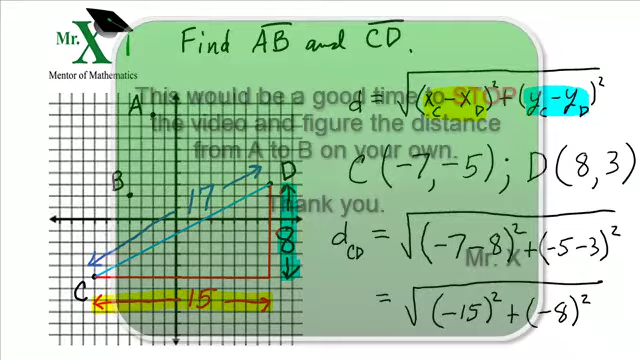 Mr. X
Mentor of Mathematics
Find AB and CD.
d = √(x_C − x_D)² + (y_C − y_D)²
This would be a good time to STOP
the video and figure the distance
from A to B on your own.
Thank you.
Mr. X
C(−7, −5); D(8, 3)
d_CD = √(−7−8)² + (−5−3)²
= √(−15)² + (−8)²
A
B
C
D
17
8
15